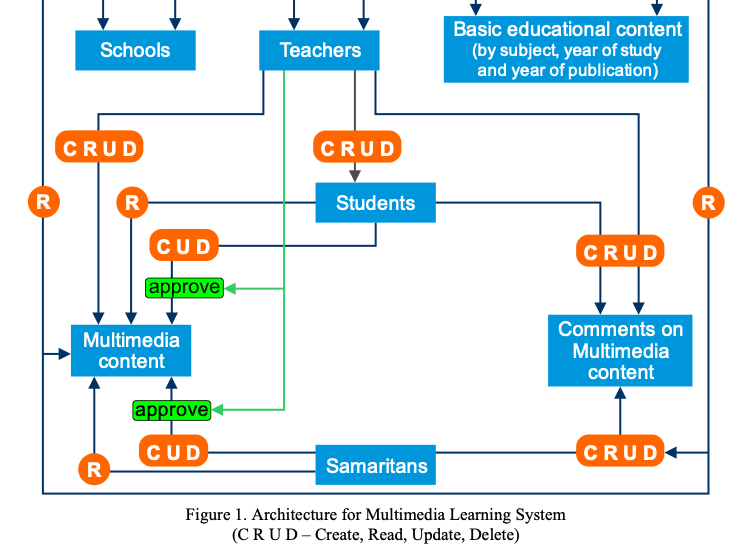 Schools
Teachers
Basic educational content
(by subject, year of study
and year of publication)
C R U D
C R U D
R
R
Students
R
C U D
C R U D
approve
Multimedia
content
Comments on
Multimedia
content
approve
C U D
C R U D
R
Samaritans
Figure 1. Architecture for Multimedia Learning System
(C R U D – Create, Read, Update, Delete)